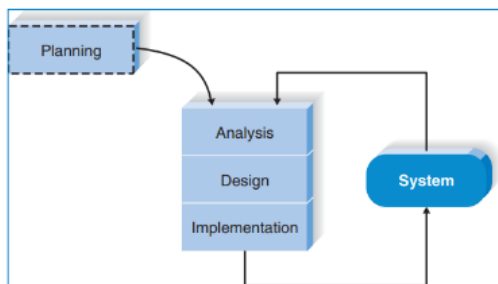 Planning
Analysis
Design
System
Implementation